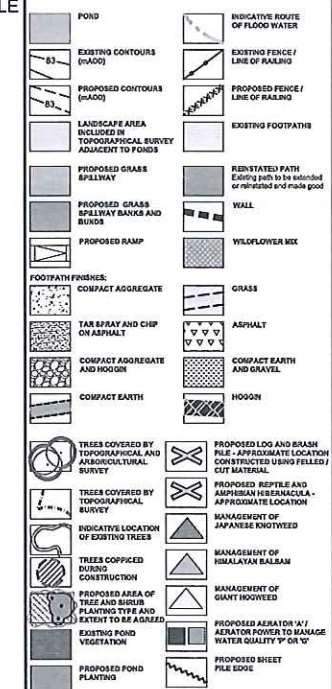 LE
POND
EXISTING CONTOURS
(mAOD)
83
PROPOSED CONTOURS
(mAOD)
83
LANDSCAPE AREA
INCLUDED IN
TOPOGRAPHICAL SURVEY
ADJACENT TO PONDS
PROPOSED GRASS
SPILLWAY
PROPOSED GRASS
SPILLWAY BANKS AND
BUNDS
PROPOSED RAMP
INDICATIVE ROUTE
OF FLOOD WATER
EXISTING FENCE /
LINE OF RAILING
PROPOSED FENCE /
LINE OF RAILING
EXISTING FOOTPATHS
REINSTATED PATH
Existing path to be extended
or reinstated and made good
WALL
WILDFLOWER MIX
FOOTPATH FINISHES:
COMPACT AGGREGATE
TAR SPRAY AND CHIP
ON ASPHALT
COMPACT AGGREGATE
AND HOGGIN
COMPACT EARTH
GRASS
ASPHALT
COMPACT EARTH
AND GRAVEL
HOGGIN
TREES COVERED BY
TOPOGRAPHICAL AND
ARBORICULTURAL
SURVEY
TREES COVERED BY
TOPOGRAPHICAL
SURVEY
INDICATIVE LOCATION
OF EXISTING TREES
TREES COPPICED
DURING
CONSTRUCTION
PROPOSED AREA OF
TREE AND SHRUB
PLANTING TYPE AND
EXTENT TO BE AGREED
EXISTING POND
VEGETATION
PROPOSED POND
PLANTING
PROPOSED LOG AND BRASH
PILE - APPROXIMATE LOCATION
CONSTRUCTED USING FELLED /
CUT MATERIAL
PROPOSED REPTILE AND
AMPHIBIAN HIBERNACULA -
APPROXIMATE LOCATION
MANAGEMENT OF
JAPANESE KNOTWEED
MANAGEMENT OF
HIMALAYAN BALSAM
MANAGEMENT OF
GIANT HOGWEED
PROPOSED AERATOR 'A' /
AERATOR POWER TO MANAGE
WATER QUALITY 'P' OR 'G'
PROPOSED SHEET
PILE EDGE